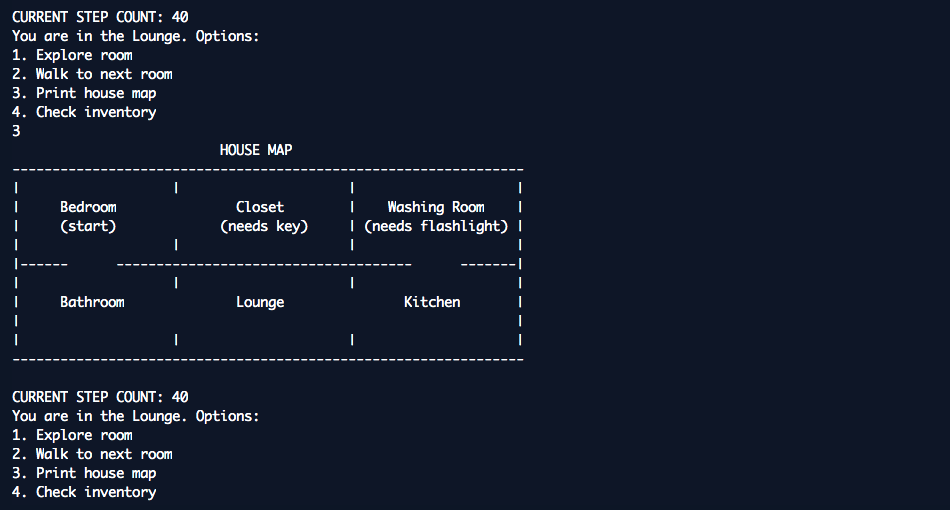 CURRENT STEP COUNT: 40
You are in the Lounge. Options:
1. Explore room
2. Walk to next room
3. Print house map
4. Check inventory
3
                          HOUSE MAP
----------------------------------------------------------------
|                   |                     |                    |
|     Bedroom               Closet        |    Washing Room    |
|     (start)             (needs key)     | (needs flashlight) |
|                   |                     |                    |
|------      -------------------------------------      -------|
|                   |                     |                    |
|     Bathroom              Lounge               Kitchen       |
|                                                              |
|                   |                     |                    |
----------------------------------------------------------------
CURRENT STEP COUNT: 40
You are in the Lounge. Options:
1. Explore room
2. Walk to next room
3. Print house map
4. Check inventory